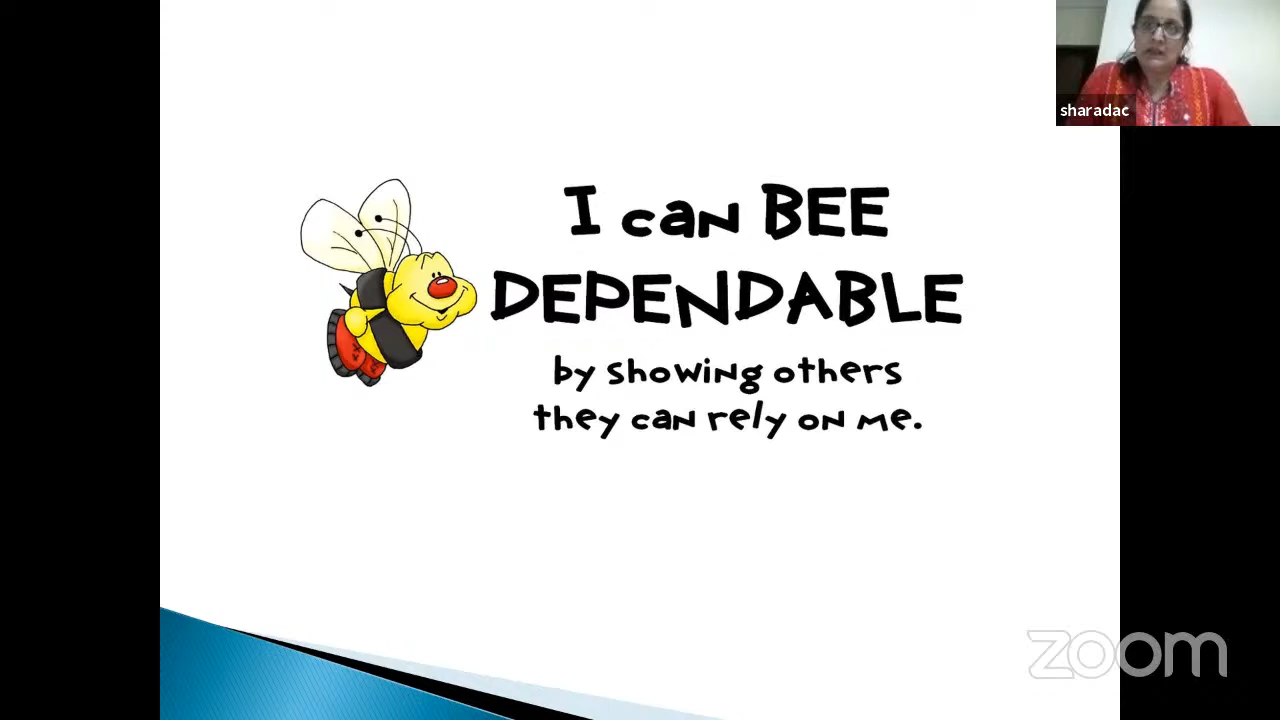 sharadac
I can BEE
DEPENDABLE
by showing others
they can rely on me.
zoom